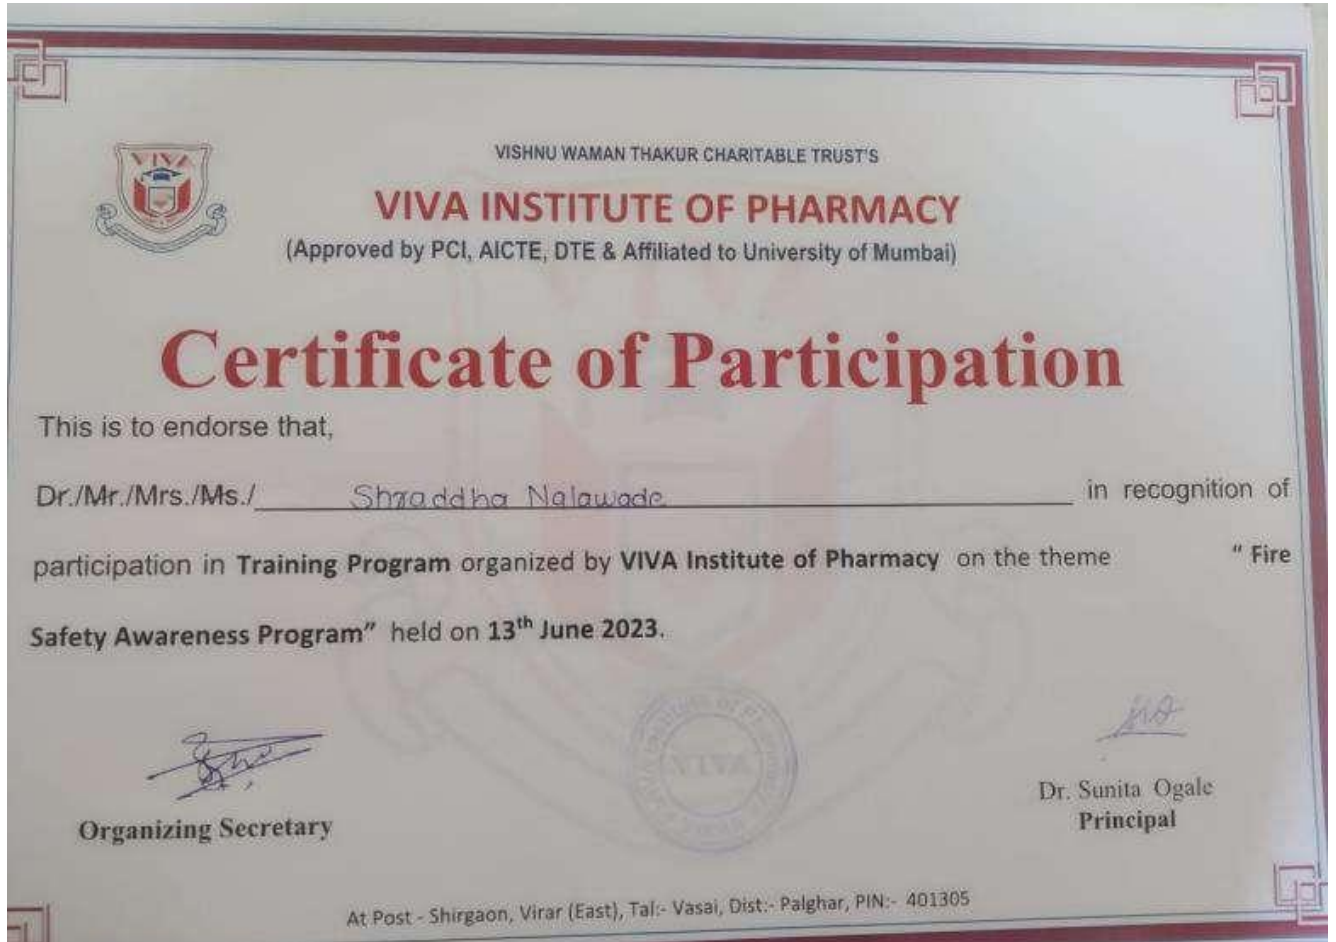 VIVA
VISHNU WAMAN THAKUR CHARITABLE TRUST'S
VIVA INSTITUTE OF PHARMACY
(Approved by PCI, AICTE, DTE & Affiliated to University of Mumbai)
Certificate of Participation
This is to endorse that,
Dr./Mr./Mrs./Ms./ Shraddha Nalawade in recognition of
participation in Training Program organized by VIVA Institute of Pharmacy on the theme " Fire
Safety Awareness Program" held on 13th June 2023.
VIVA
Organizing Secretary
Dr. Sunita Ogale
Principal
At Post - Shirgaon, Virar (East), Tal:- Vasai, Dist:- Palghar, PIN:- 401305